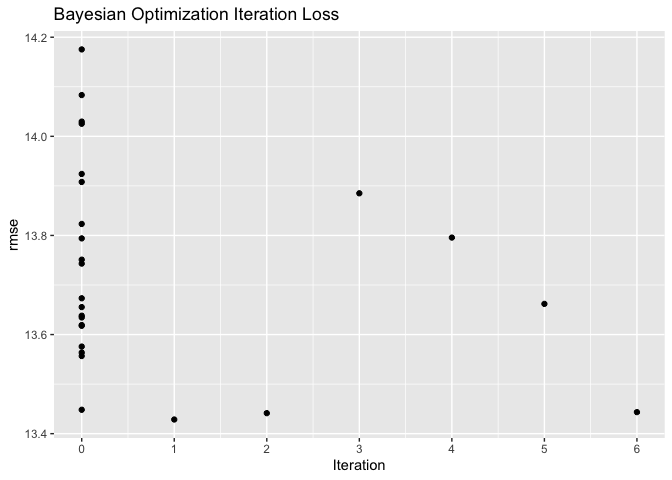 Bayesian Optimization Iteration Loss
14.2
14.0
13.8
13.6
13.4
rmse
0 1 2 3 4 5 6
Iteration